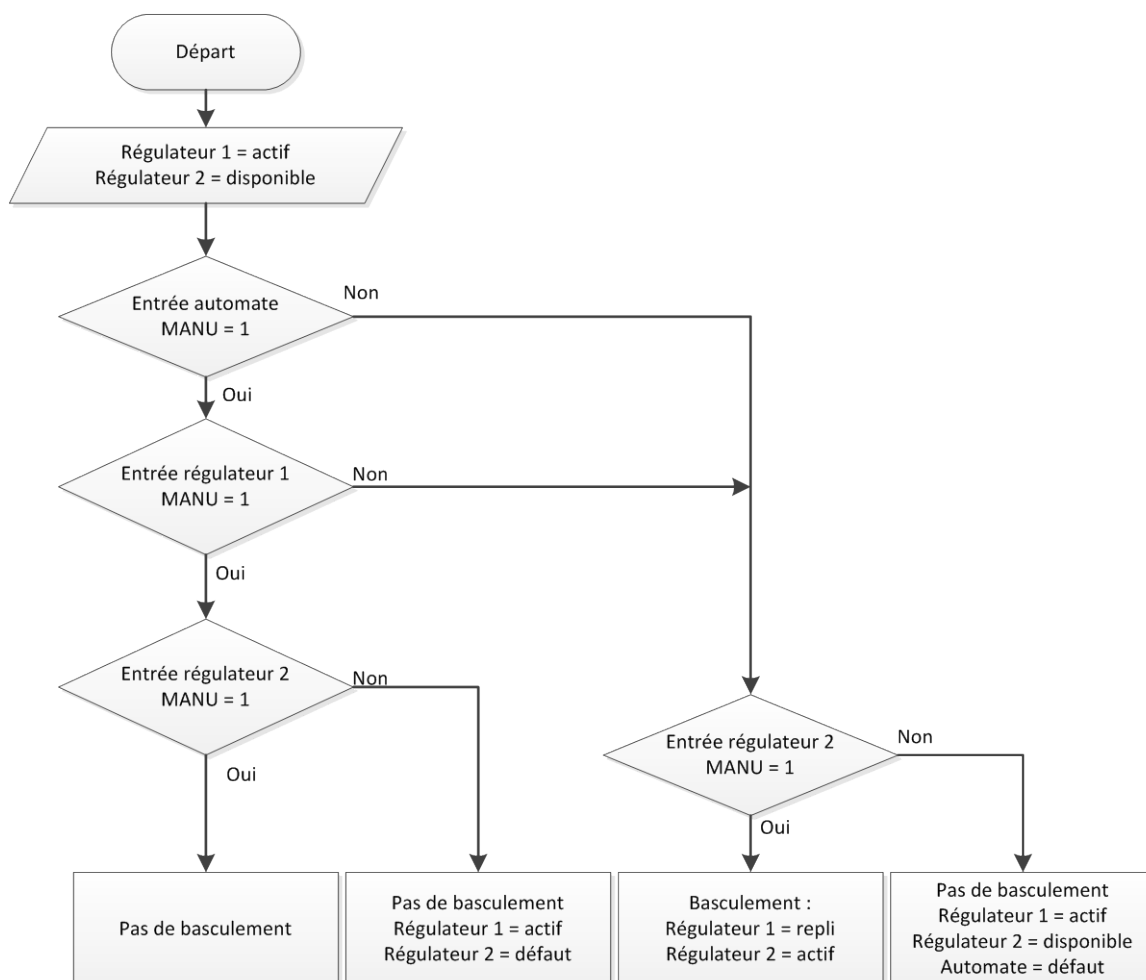 Départ
Régulateur 1 = actif
Régulateur 2 = disponible
Entrée automate
MANU = 1
Non
Oui
Entrée régulateur 1
MANU = 1
Non
Oui
Entrée régulateur 2
MANU = 1
Non
Oui
Entrée régulateur 2
MANU = 1
Non
Oui
Pas de basculement
Pas de basculement
Régulateur 1 = actif
Régulateur 2 = défaut
Basculement :
Régulateur 1 = repli
Régulateur 2 = actif
Pas de basculement
Régulateur 1 = actif
Régulateur 2 = disponible
Automate = défaut